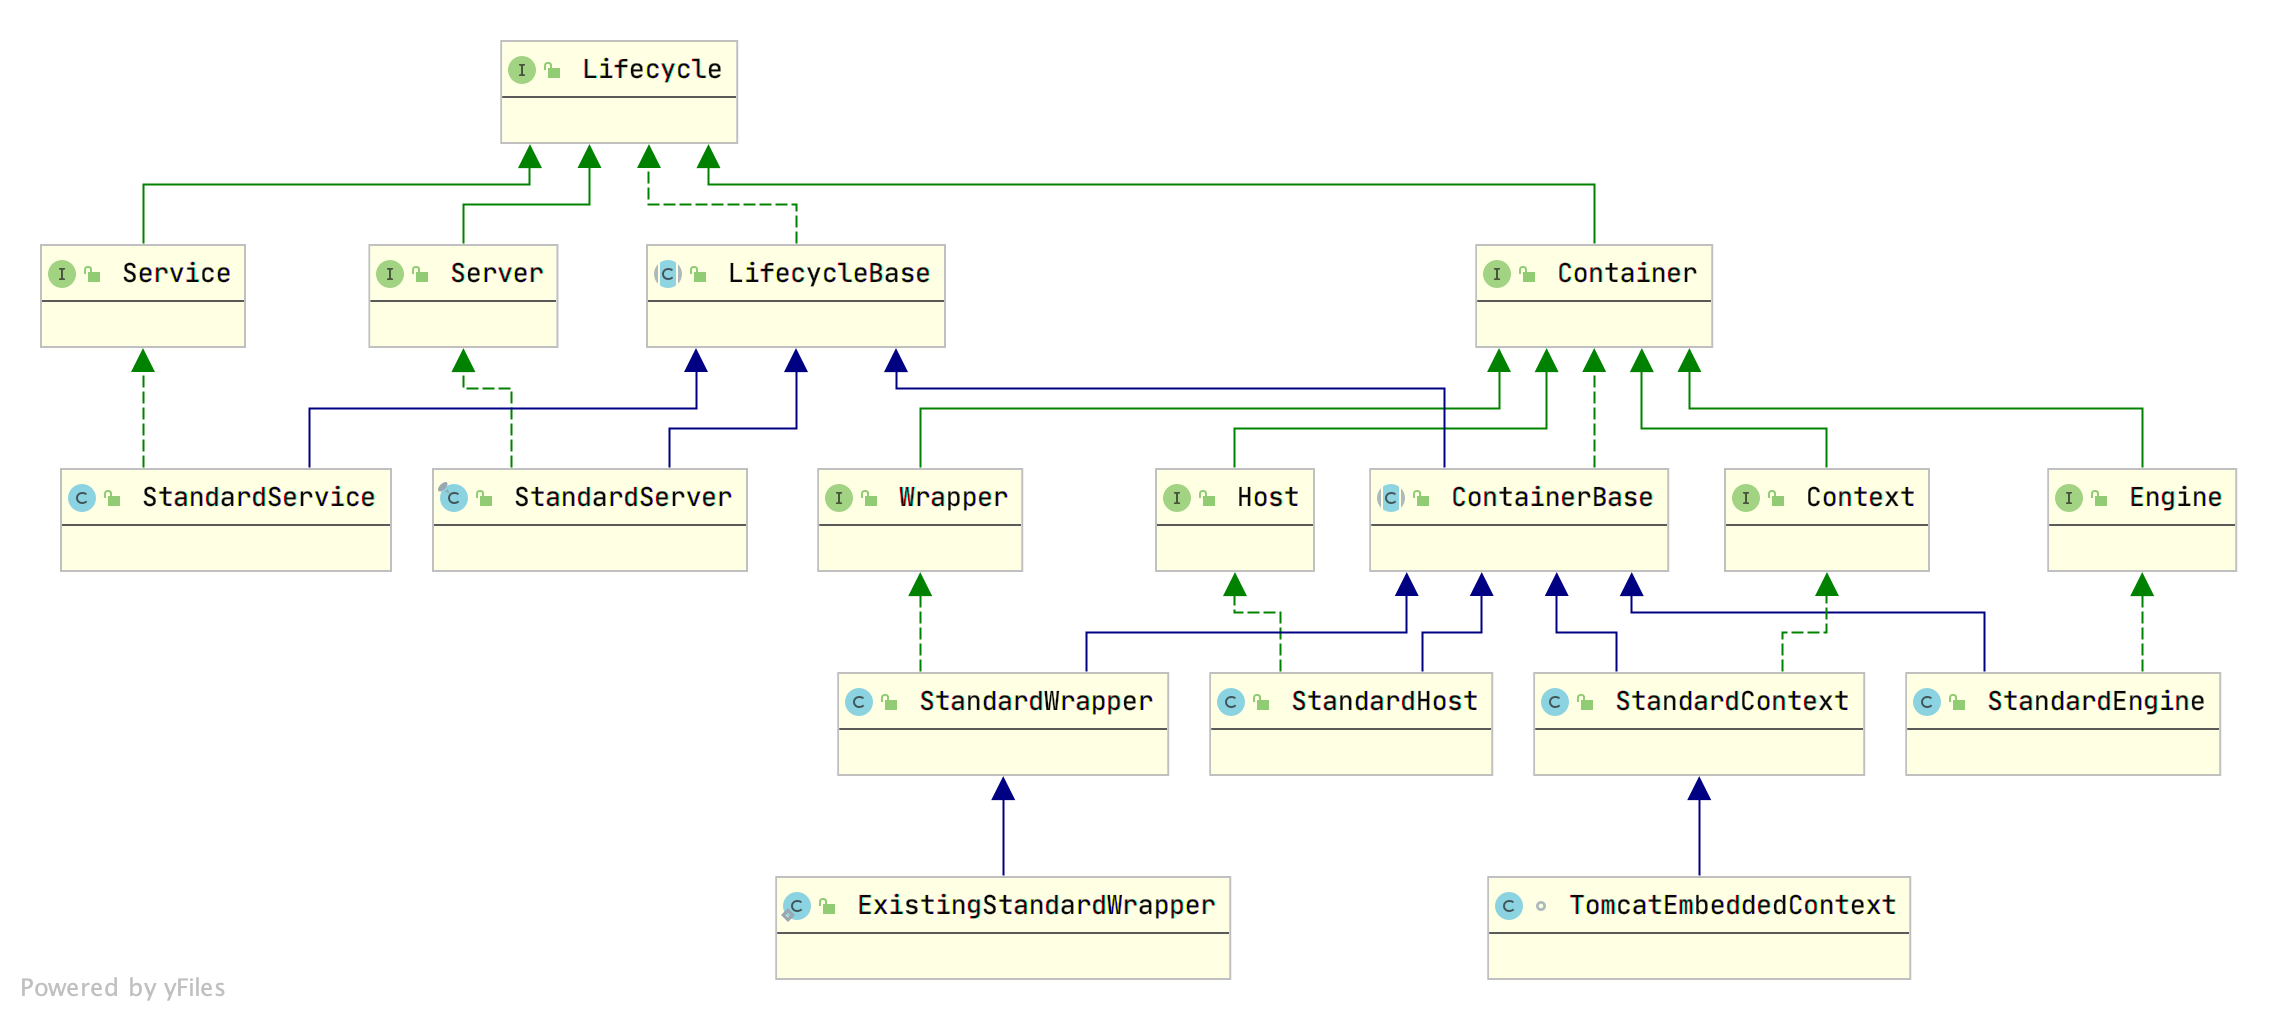 Lifecycle
Service
Server
LifecycleBase
Container
StandardService
StandardServer
Wrapper
Host
ContainerBase
Context
Engine
StandardWrapper
StandardHost
StandardContext
StandardEngine
ExistingStandardWrapper
TomcatEmbeddedContext
Powered by yFiles